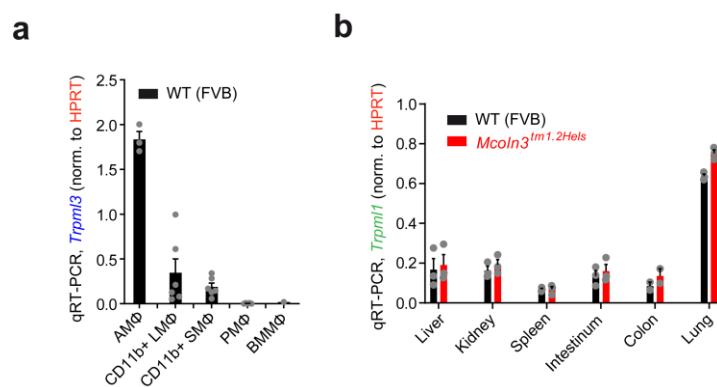 a
qRT-PCR, Trpml3 (norm. to HPRT)
2.5
2.0
1.5
1.0
0.5
0.0
WT (FVB)
AMΦ
CD11b+ LMΦ
CD11b+ SMΦ
PMΦ
BMMΦ
b
qRT-PCR, Trpml1 (norm. to HPRT)
1.0
0.8
0.6
0.4
0.2
0.0
WT (FVB)
Mcoln3tm1.2Hels
Liver
Kidney
Spleen
Intestinum
Colon
Lung